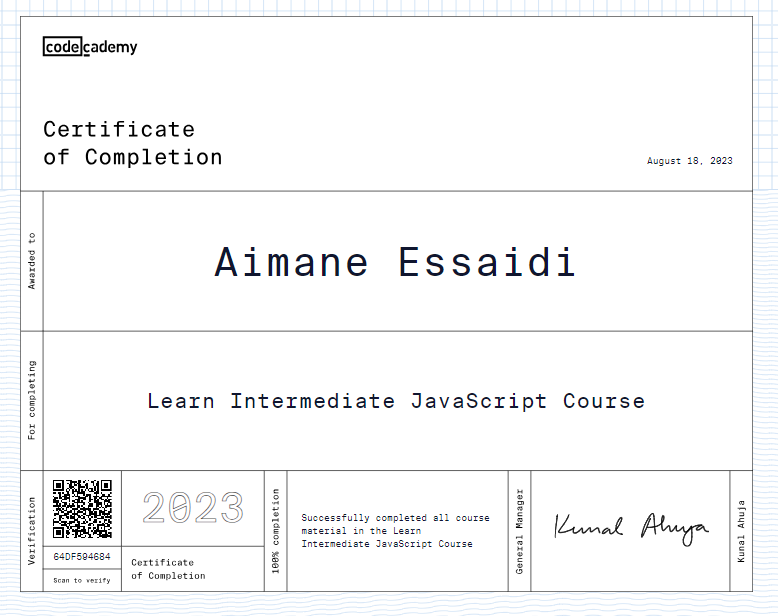 codecademy
Certificate
of Completion
August 18, 2023
Awarded to
Aimane Essaidi
For completing
Learn Intermediate JavaScript Course
Verification
64DF504684
Scan to verify
2023
Certificate
of Completion
100% completion
Successfully completed all course
material in the Learn
Intermediate JavaScript Course
General Manager
Kunal Ahuja
Kunal Ahuja